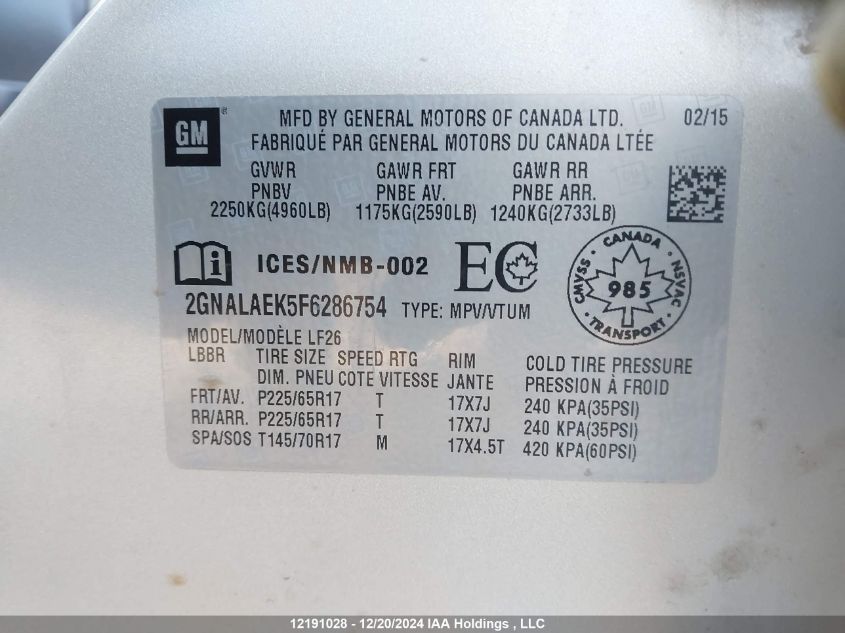 GM
MFD BY GENERAL MOTORS OF CANADA LTD. 02/15
FABRIQUÉ PAR GENERAL MOTORS DU CANADA LTÉE
GVWR GAWR FRT GAWR RR
PNBV PNBE AV. PNBE ARR.
2250KG(4960LB) 1175KG(2590LB) 1240KG(2733LB)
ICES/NMB-002 EC
CANADA
CMVSS 985 NSVAC
TRANSPORT
2GNALAEK5F6286754 TYPE: MPV/VTUM
MODEL/MODÈLE LF26
LBBR TIRE SIZE SPEED RTG RIM COLD TIRE PRESSURE
DIM. PNEU COTE VITESSE JANTE PRESSION À FROID
FRT/AV. P225/65R17 T 17X7J 240 KPA(35PSI)
RR/ARR. P225/65R17 T 17X7J 240 KPA(35PSI)
SPA/SOS T145/70R17 M 17X4.5T 420 KPA(60PSI)
12191028 - 12/20/2024 IAA Holdings , LLC